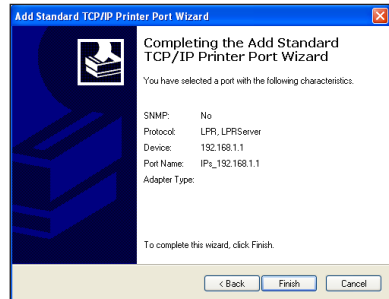 Add Standard TCP/IP Printer Port Wizard
Completing the Add Standard
TCP/IP Printer Port Wizard
You have selected a port with the following characteristics.
SNMP: No
Protocol: LPR, LPRServer
Device: 192.168.1.1
Port Name: IPs_192.168.1.1
Adapter Type:
To complete this wizard, click Finish.
< Back Finish Cancel